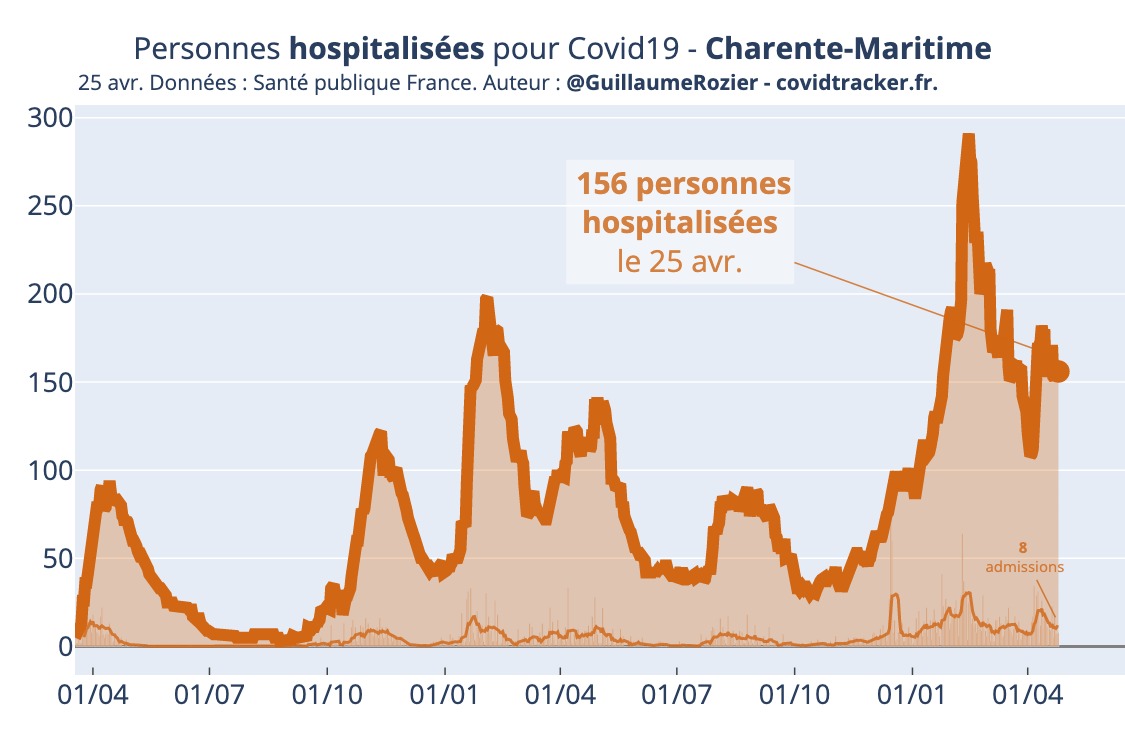 Personnes hospitalisées pour Covid19 - Charente-Maritime
25 avr. Données : Santé publique France. Auteur : @GuillaumeRozier - covidtracker.fr.
300
250
200
150
100
50
0
156 personnes
hospitalisées
le 25 avr.
8
admissions
01/04
01/07
01/10
01/01
01/04
01/07
01/10
01/01
01/04